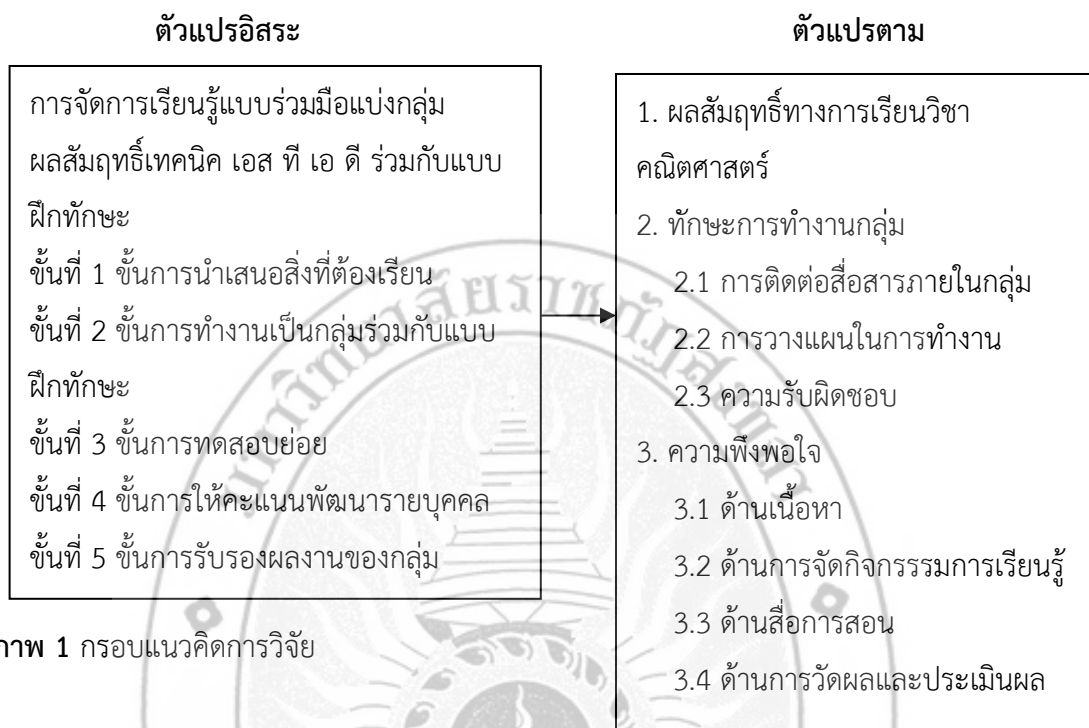 ตัวแปรอิสระ
การจัดการเรียนรู้แบบร่วมมือแบ่งกลุ่ม
ผลสัมฤทธิ์เทคนิค เอส ที เอ ดี ร่วมกับแบบ
ฝึกทักษะ
ขั้นที่ 1 ขั้นการนำเสนอสิ่งที่ต้องเรียน
ขั้นที่ 2 ขั้นการทำงานเป็นกลุ่มร่วมกับแบบ
ฝึกทักษะ
ขั้นที่ 3 ขั้นการทดสอบย่อย
ขั้นที่ 4 ขั้นการให้คะแนนพัฒนารายบุคคล
ขั้นที่ 5 ขั้นการรับรองผลงานของกลุ่ม
ตัวแปรตาม
1. ผลสัมฤทธิ์ทางการเรียนวิชา
คณิตศาสตร์
2. ทักษะการทำงานกลุ่ม
2.1 การติดต่อสื่อสารภายในกลุ่ม
2.2 การวางแผนในการทำงาน
2.3 ความรับผิดชอบ
3. ความพึงพอใจ
3.1 ด้านเนื้อหา
3.2 ด้านการจัดกิจกรรรมการเรียนรู้
3.3 ด้านสื่อการสอน
3.4 ด้านการวัดผลและประเมินผล
ภาพ 1 กรอบแนวคิดการวิจัย